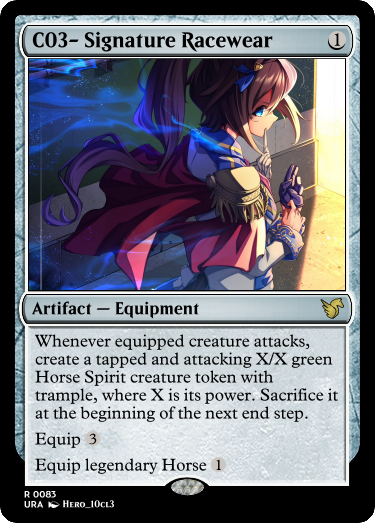 C03– Signature Racewear 1
Artifact — Equipment
Whenever equipped creature attacks,
create a tapped and attacking X/X green
Horse Spirit creature token with
trample, where X is its power. Sacrifice it
at the beginning of the next end step.
Equip 3
Equip legendary Horse 1
R 0083
URA Hero_10cl3